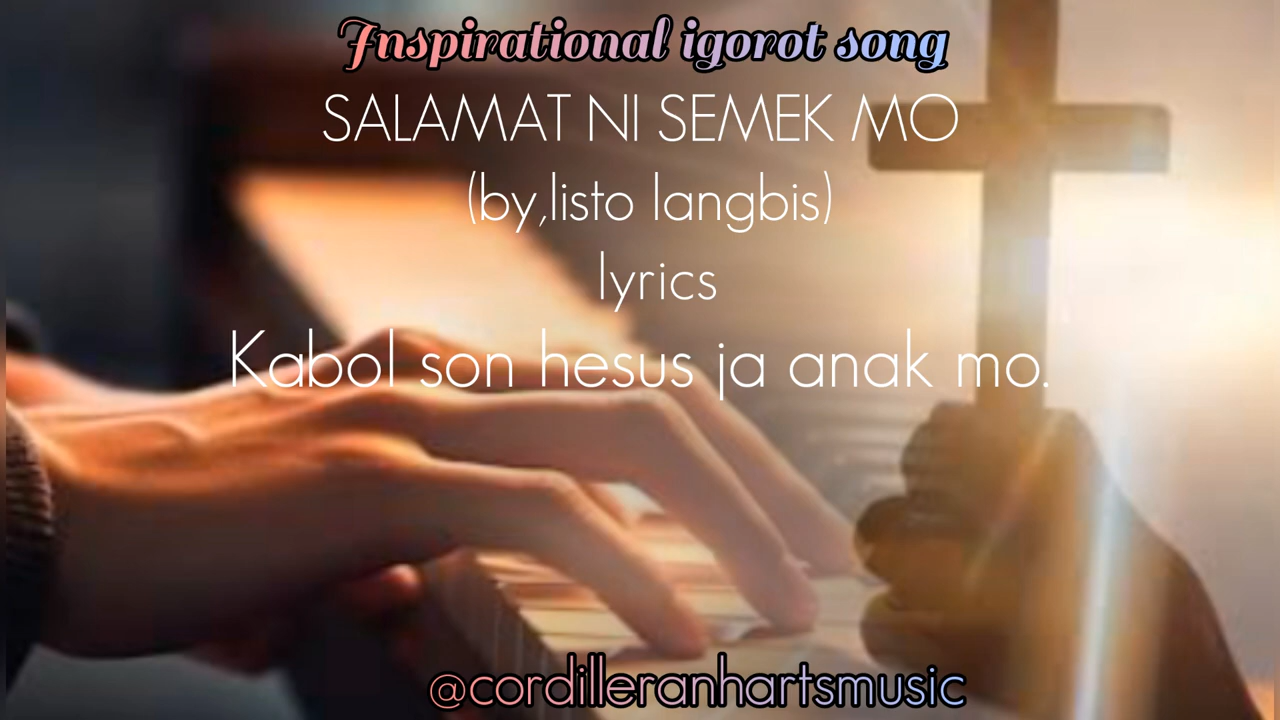 Inspirational igorot song
SALAMAT NI SEMEK MO
(by,listo langbis)
lyrics
Kabol son hesus ja anak mo.
@cordilleranhartsmusic